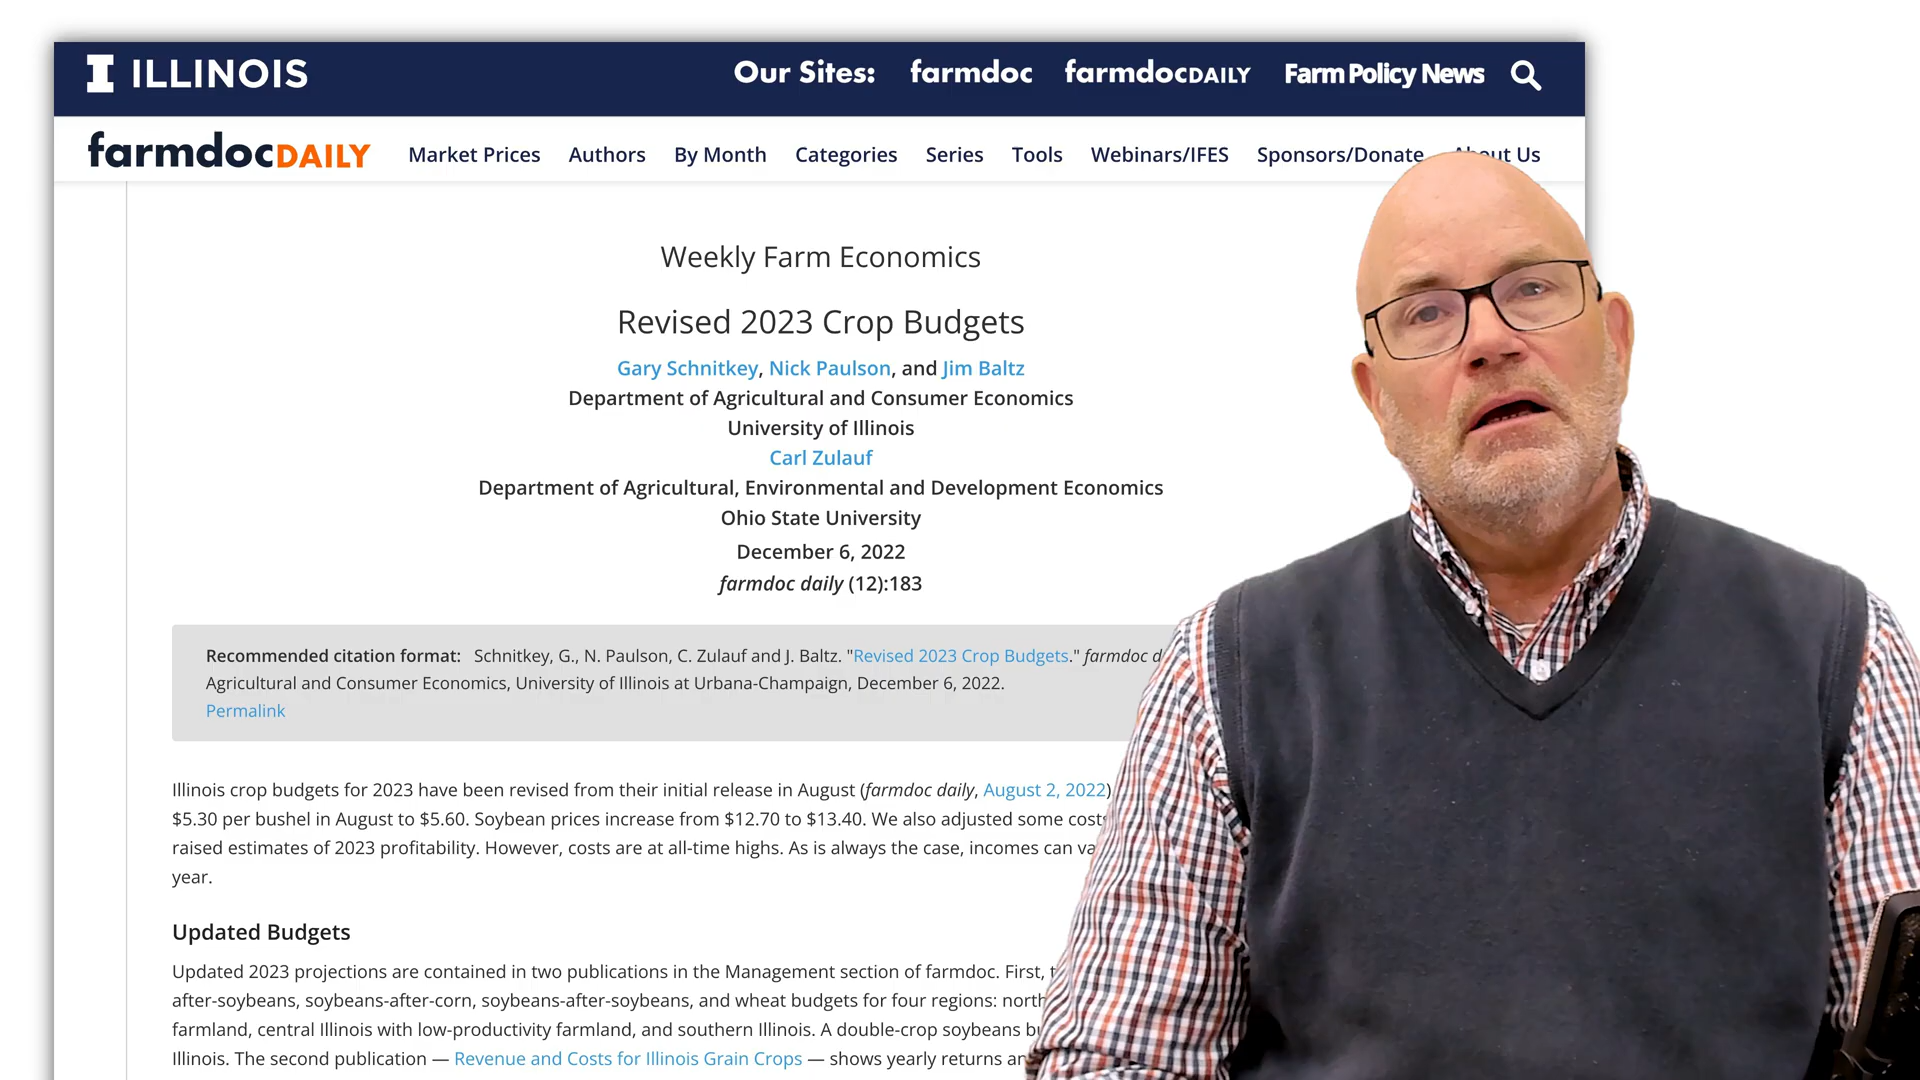 ILLINOIS
Our Sites: farmdoc farmdocDAILY Farm Policy News
farmdocDAILY Market Prices Authors By Month Categories Series Tools Webinars/IFES Sponsors/Donate About Us
Weekly Farm Economics
Revised 2023 Crop Budgets
Gary Schnitkey, Nick Paulson, and Jim Baltz
Department of Agricultural and Consumer Economics
University of Illinois
Carl Zulauf
Department of Agricultural, Environmental and Development Economics
Ohio State University
December 6, 2022
farmdoc daily (12):183
Recommended citation format: Schnitkey, G., N. Paulson, C. Zulauf and J. Baltz. "Revised 2023 Crop Budgets." farmdoc
Agricultural and Consumer Economics, University of Illinois at Urbana-Champaign, December 6, 2022.
Permalink
Illinois crop budgets for 2023 have been revised from their initial release in August (farmdoc daily, August 2, 2022)
$5.30 per bushel in August to $5.60. Soybean prices increase from $12.70 to $13.40. We also adjusted some costs
raised estimates of 2023 profitability. However, costs are at all-time highs. As is always the case, incomes can
year.
Updated Budgets
Updated 2023 projections are contained in two publications in the Management section of farmdoc. First,
after-soybeans, soybeans-after-corn, soybeans-after-soybeans, and wheat budgets for four regions:
farmland, central Illinois with low-productivity farmland, and southern Illinois. A double-crop soybeans
Illinois. The second publication — Revenue and Costs for Illinois Grain Crops — shows yearly returns